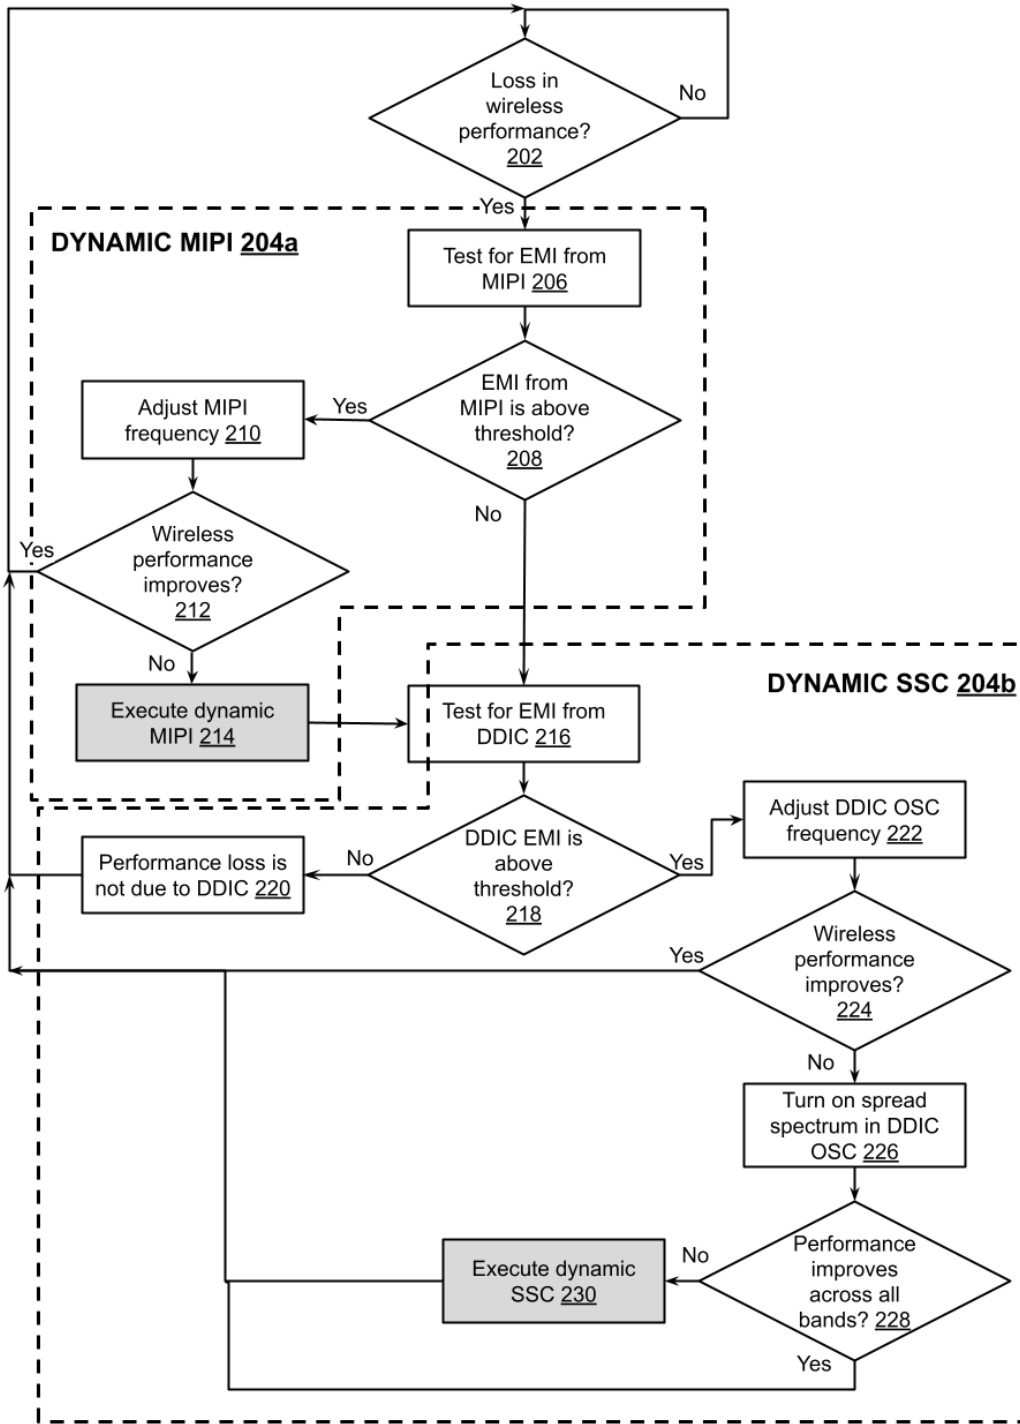 Loss in
wireless
performance?
202
No
Yes
DYNAMIC MIPI 204a
Test for EMI from
MIPI 206
EMI from
MIPI is above
threshold?
208
Yes
Adjust MIPI
frequency 210
No
Wireless
performance
improves?
212
Yes
No
Execute dynamic
MIPI 214
DYNAMIC SSC 204b
Test for EMI from
DDIC 216
DDIC EMI is
above
threshold?
218
No
Performance loss is
not due to DDIC 220
Yes
Adjust DDIC OSC
frequency 222
Wireless
performance
improves?
224
Yes
No
Turn on spread
spectrum in DDIC
OSC 226
Performance
improves
across all
bands? 228
No
Execute dynamic
SSC 230
Yes